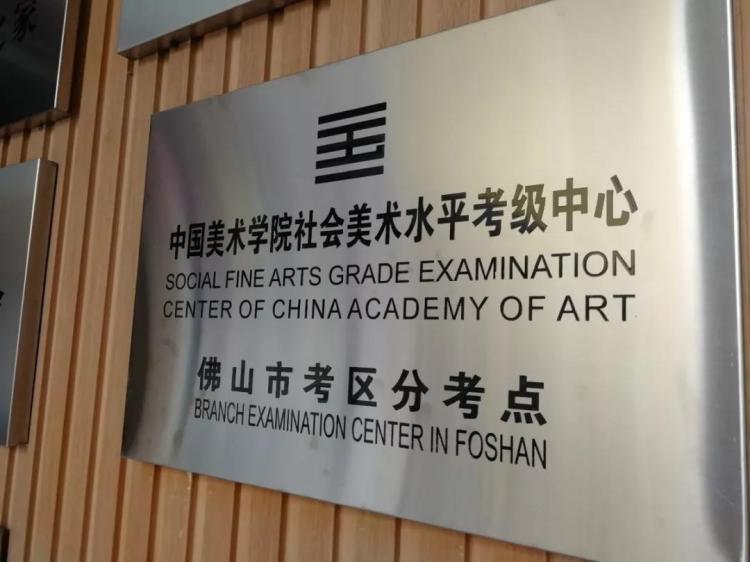 中国美术学院社会美术水平考级中心
SOCIAL FINE ARTS GRADE EXAMINATION
CENTER OF CHINA ACADEMY OF ART
佛山市考区分考点
BRANCH EXAMINATION CENTER IN FOSHAN